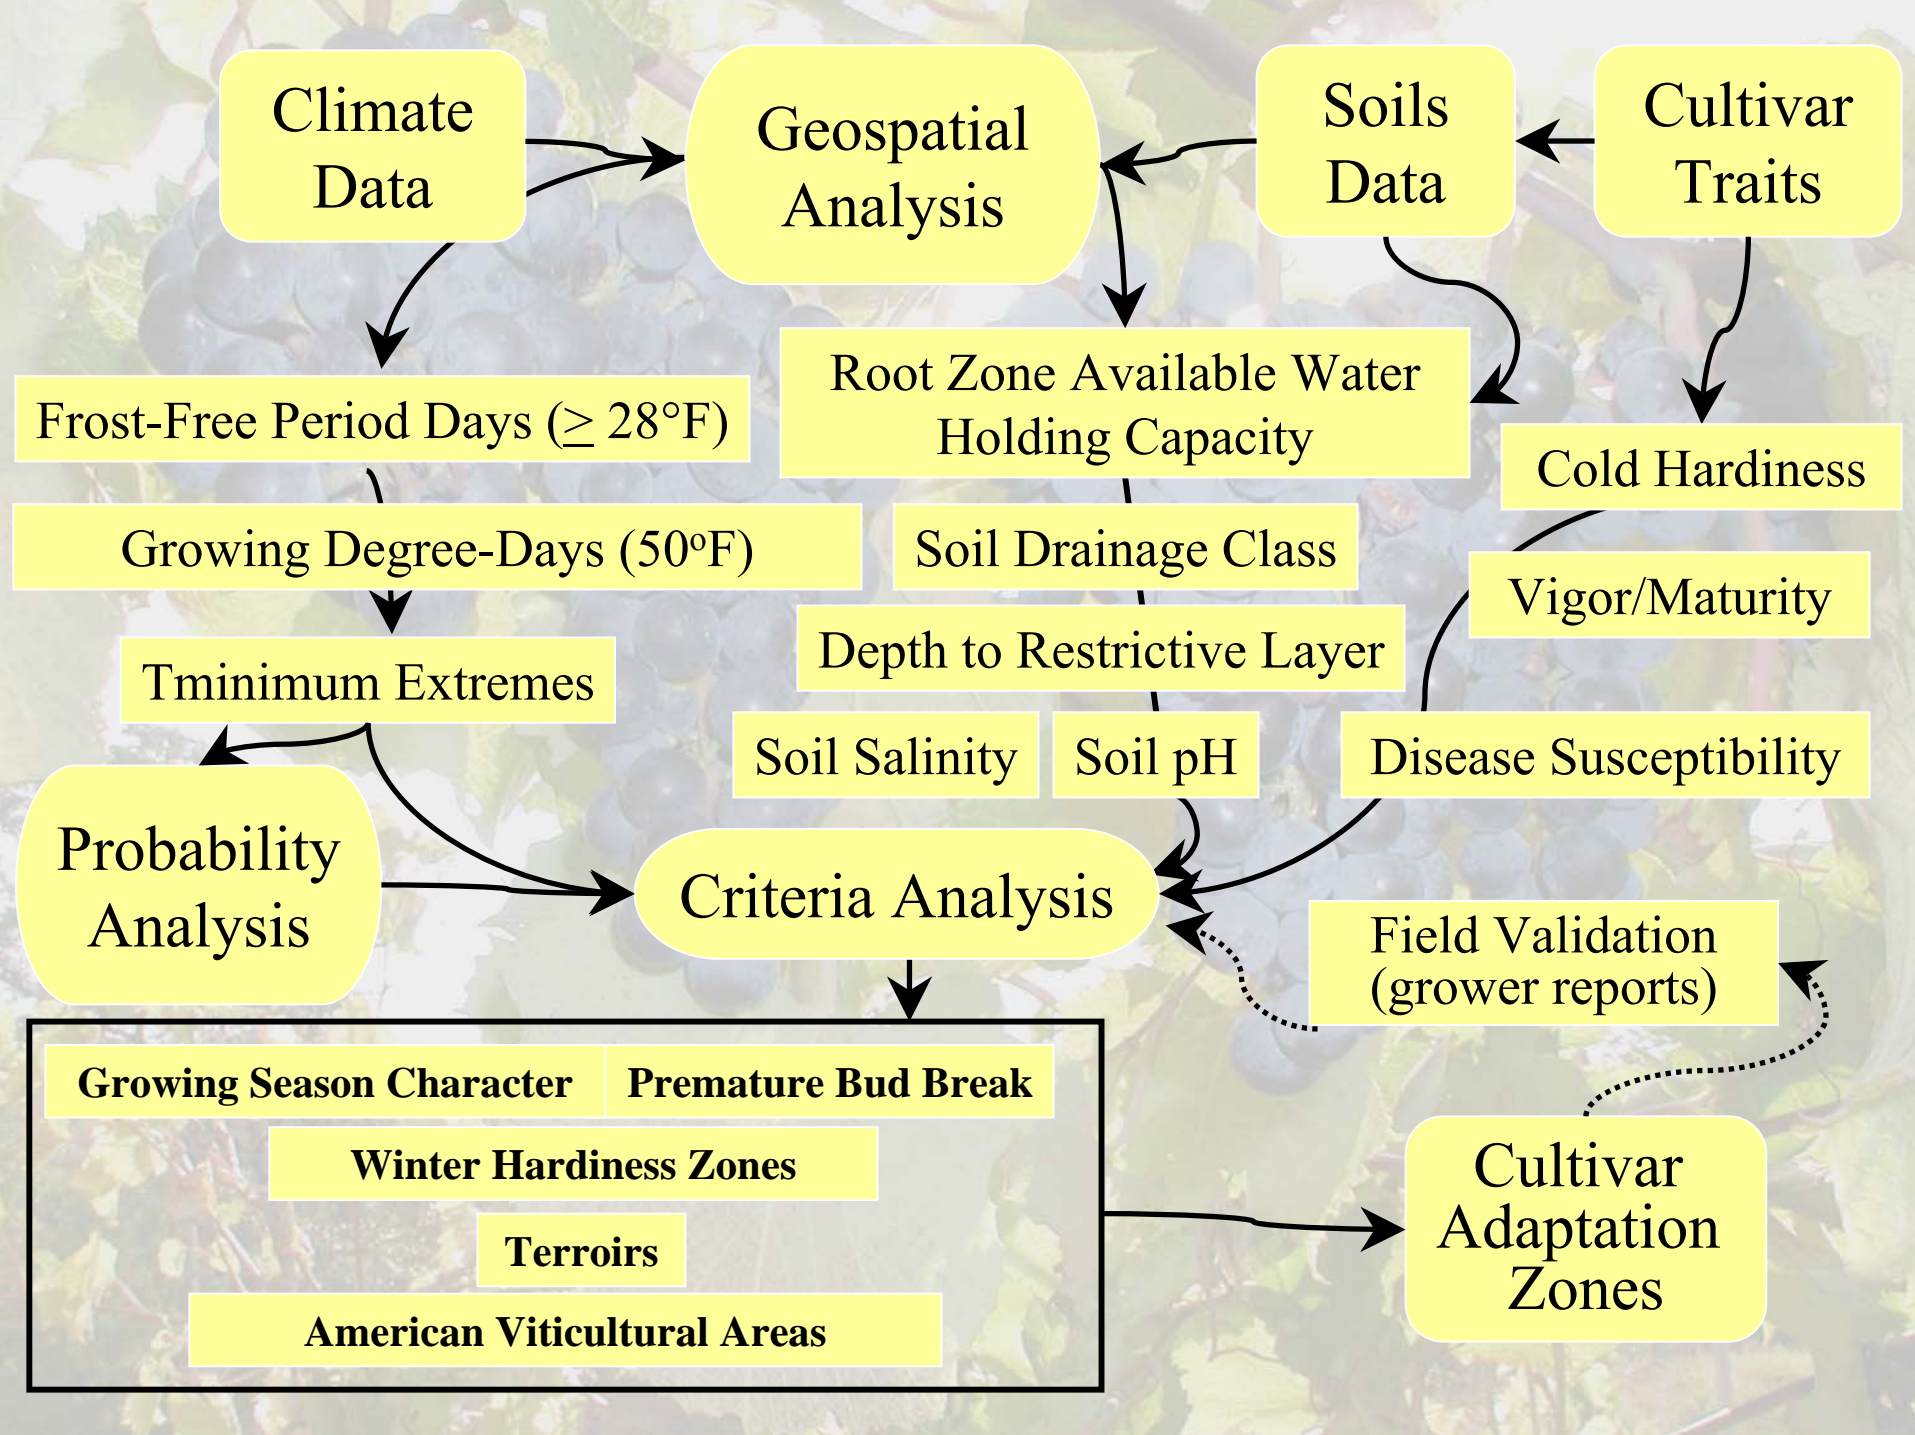 Climate
Data
Geospatial
Analysis
Soils
Data
Cultivar
Traits
Frost-Free Period Days (≥ 28°F)
Root Zone Available Water
Holding Capacity
Cold Hardiness
Growing Degree-Days (50ºF)
Soil Drainage Class
Vigor/Maturity
Tminimum Extremes
Depth to Restrictive Layer
Soil Salinity
Soil pH
Disease Susceptibility
Probability
Analysis
Criteria Analysis
Field Validation
(grower reports)
Growing Season Character
Premature Bud Break
Winter Hardiness Zones
Terroirs
American Viticultural Areas
Cultivar
Adaptation
Zones